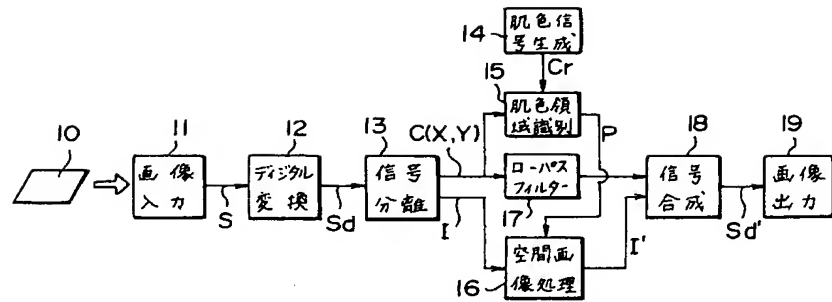 14
肌色信
号生成
Cr
15
肌色領
域識別
P
10
11
画像
入力
S
12
ディジタル
変換
Sd
13
信号
分離
C(X,Y)
I
ローパス
フィルター
17
空間画
像処理
16
I'
18
信号
合成
Sd'
19
画像
出力